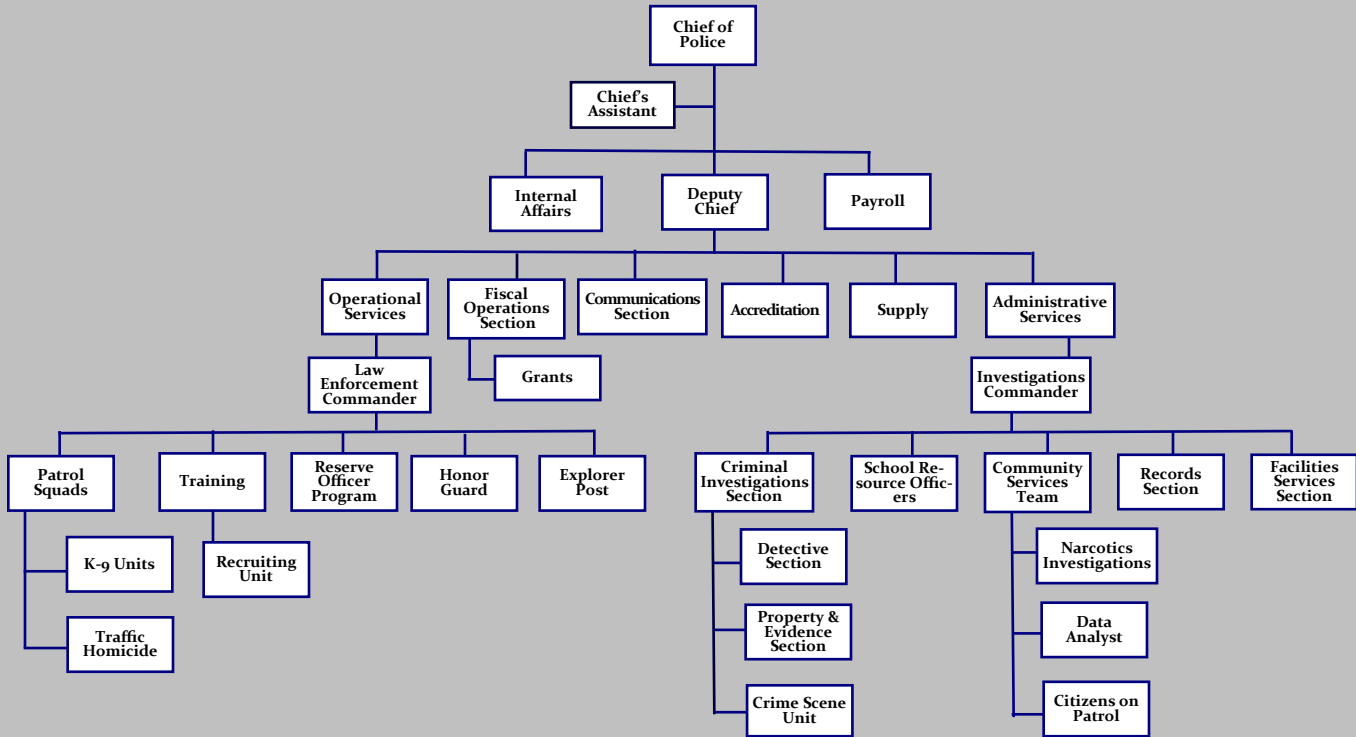 Chief of
Police
Chief's
Assistant
Internal
Affairs
Deputy
Chief
Payroll
Operational
Services
Fiscal
Operations
Section
Communications
Section
Accreditation
Supply
Administrative
Services
Law
Enforcement
Commander
Grants
Investigations
Commander
Patrol
Squads
Training
Reserve
Officer
Program
Honor
Guard
Explorer
Post
Criminal
Investigations
Section
School Re-
source Offic-
ers
Community
Services
Team
Records
Section
Facilities
Services
Section
K-9 Units
Recruiting
Unit
Detective
Section
Narcotics
Investigations
Traffic
Homicide
Property &
Evidence
Section
Data
Analyst
Crime Scene
Unit
Citizens on
Patrol